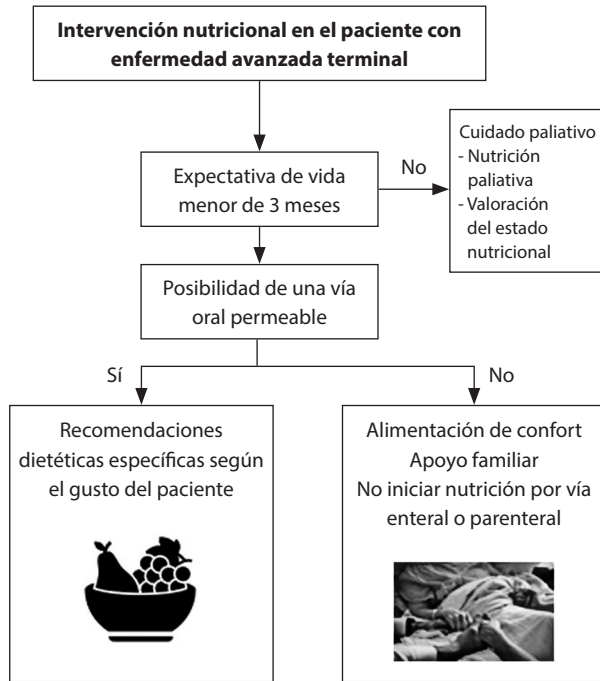 Intervención nutricional en el paciente con
enfermedad avanzada terminal
Expectativa de vida
menor de 3 meses
No
Cuidado paliativo
- Nutrición
paliativa
- Valoración
del estado
nutricional
Posibilidad de una vía
oral permeable
Sí
No
Recomendaciones
dietéticas específicas según
el gusto del paciente
Alimentación de confort
Apoyo familiar
No iniciar nutrición por vía
enteral o parenteral